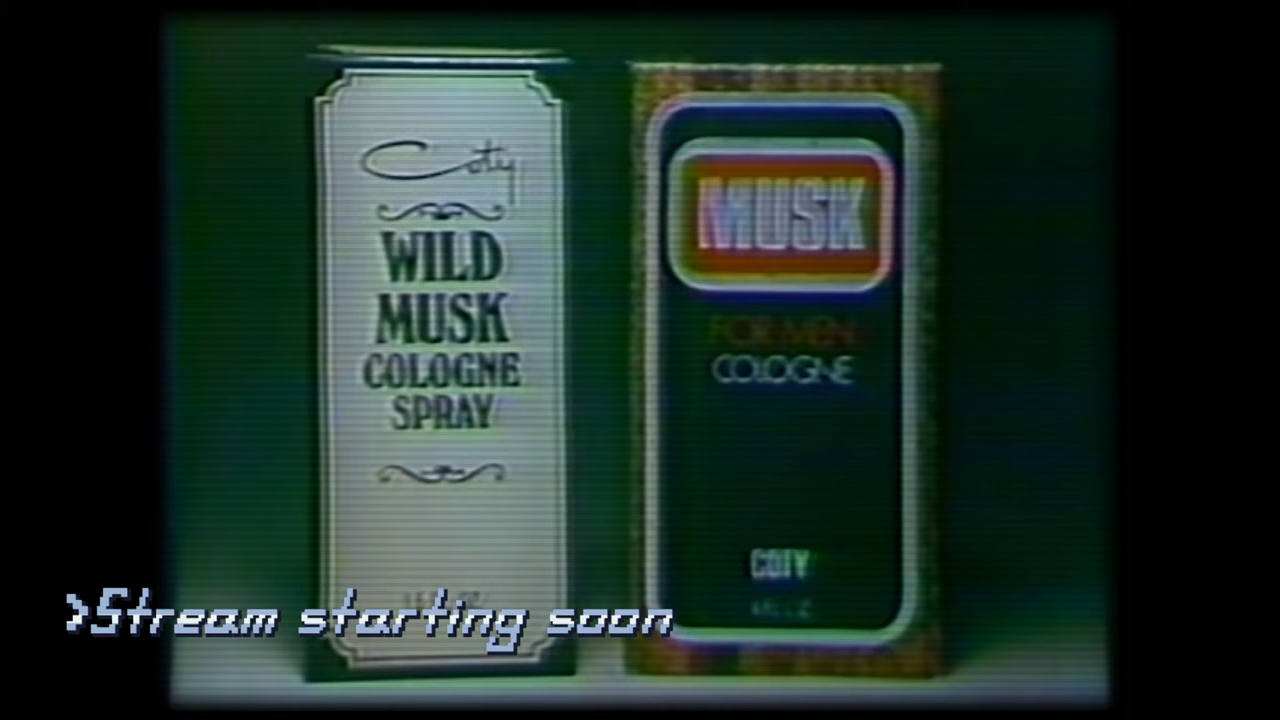 Coty
WILD
MUSK
COLOGNE
SPRAY
MUSK
FOR MEN
COLOGNE
COTY
>Stream starting soon